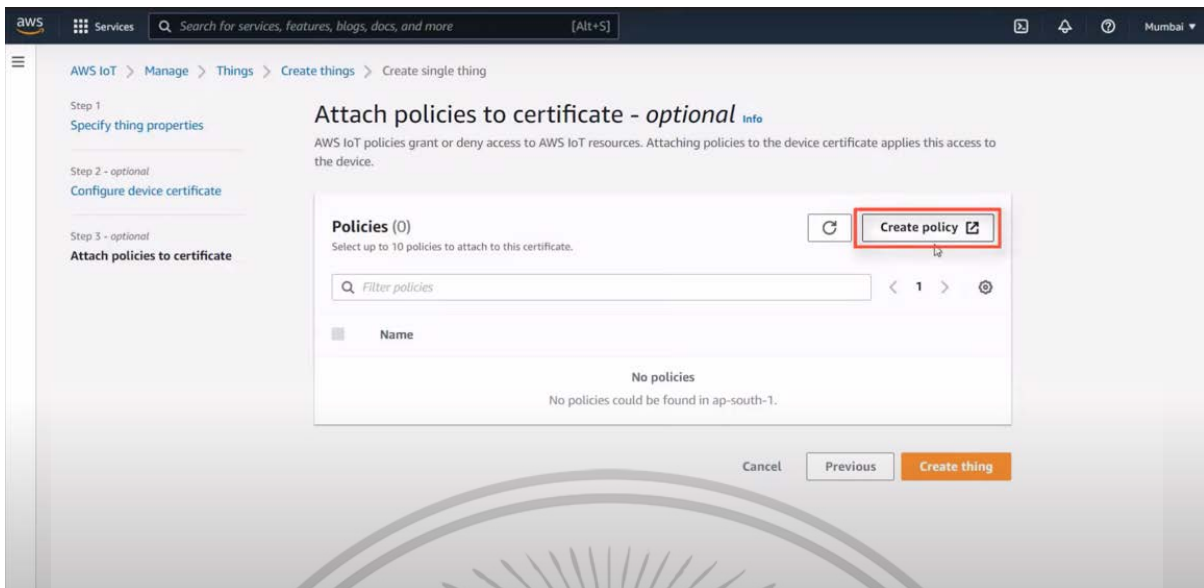 aws
Services
Search for services, features, blogs, docs, and more
[Alt+S]
Mumbai
AWS IoT > Manage > Things > Create things > Create single thing
Step 1
Specify thing properties
Step 2 - optional
Configure device certificate
Step 3 - optional
Attach policies to certificate
Attach policies to certificate - optional Info
AWS IoT policies grant or deny access to AWS IoT resources. Attaching policies to the device certificate applies this access to
the device.
Policies (0)
Select up to 10 policies to attach to this certificate.
Create policy
Filter policies
1
Name
No policies
No policies could be found in ap-south-1.
Cancel
Previous
Create thing